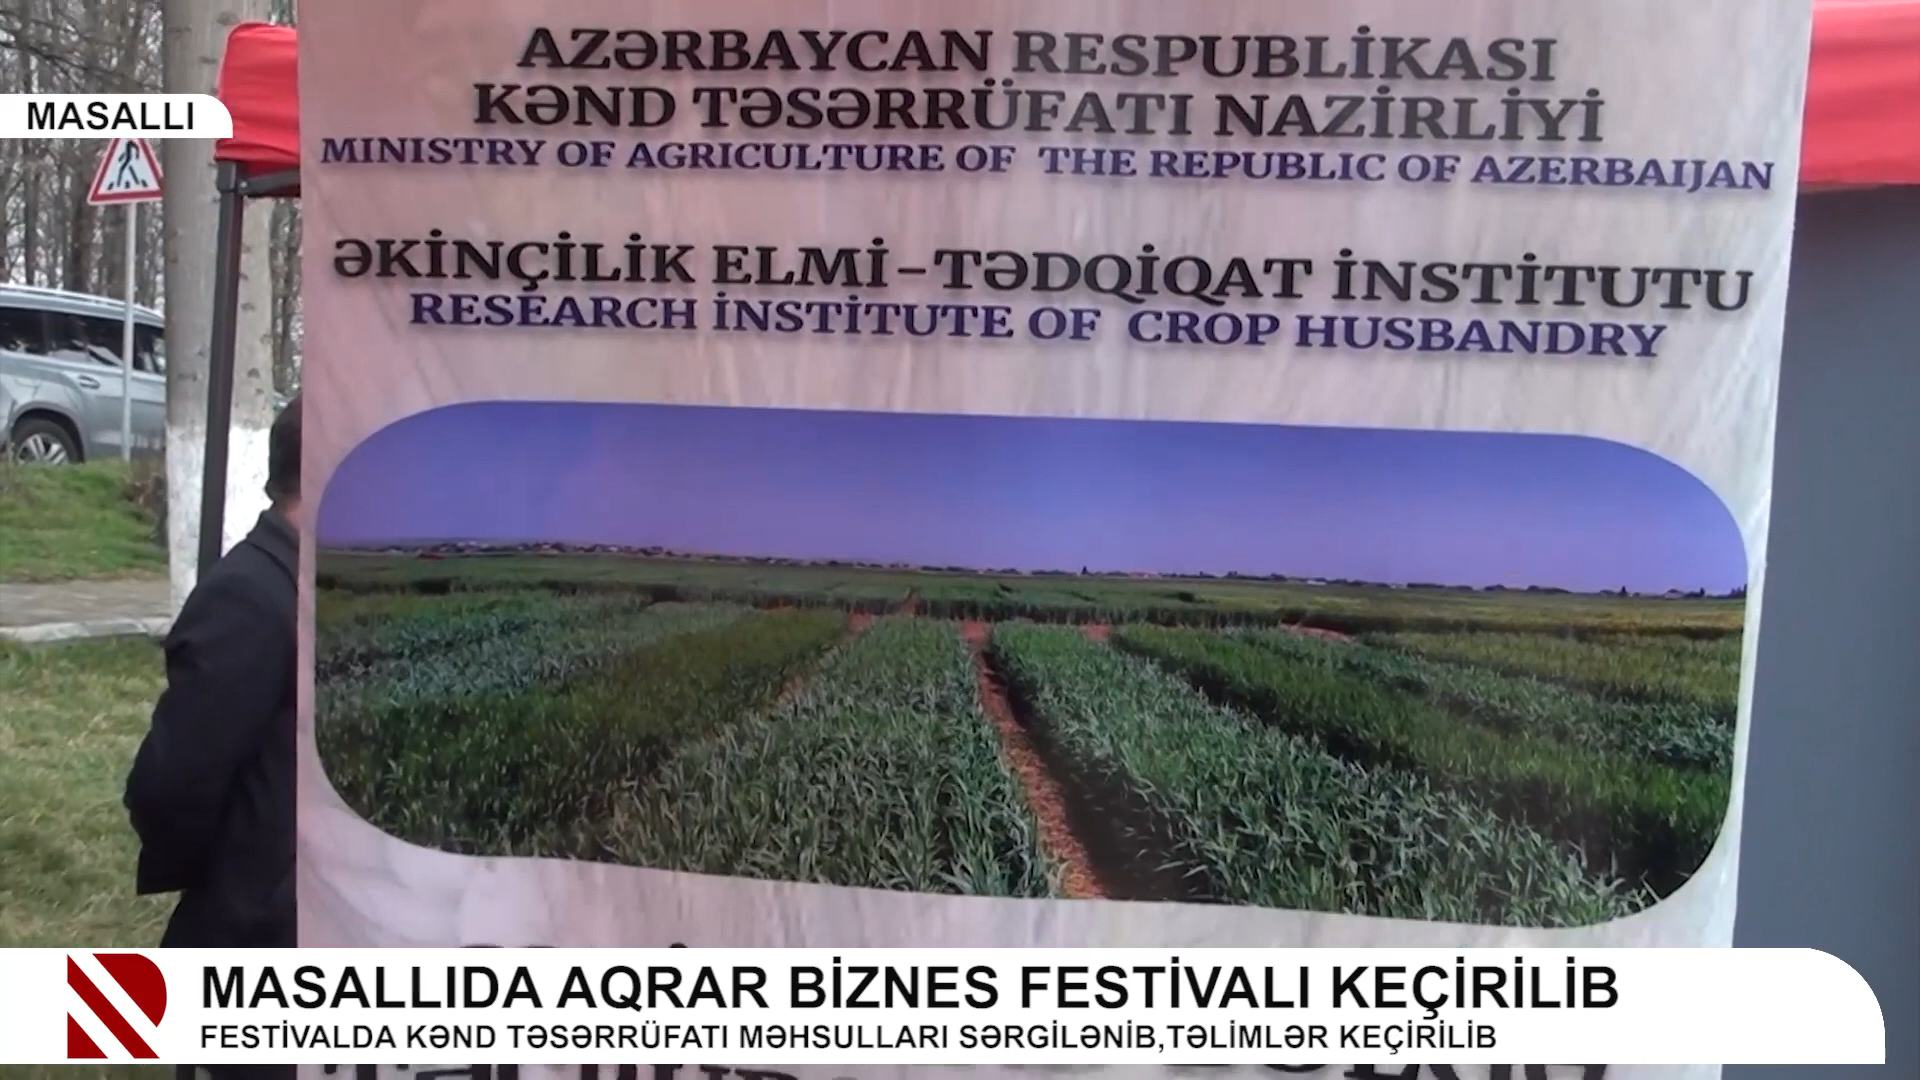 MASALLI
AZƏRBAYCAN RESPUBLİKASI
KƏND TƏSƏRRÜFATI NAZİRLİYİ
MINISTRY OF AGRICULTURE OF THE REPUBLIC OF AZERBAIJAN
ƏKİNÇİLİK ELMİ-TƏDQİQAT İNSTİTUTU
RESEARCH İNSTİTUTE OF CROP HUSBANDRY
MASALLIDA AQRAR BİZNES FESTİVALI KEÇİRİLİB
FESTİVALDA KƏND TƏSƏRRÜFATI MƏHSULLARI SƏRGİLƏNİB,TƏLİMLƏR KEÇİRİLİB